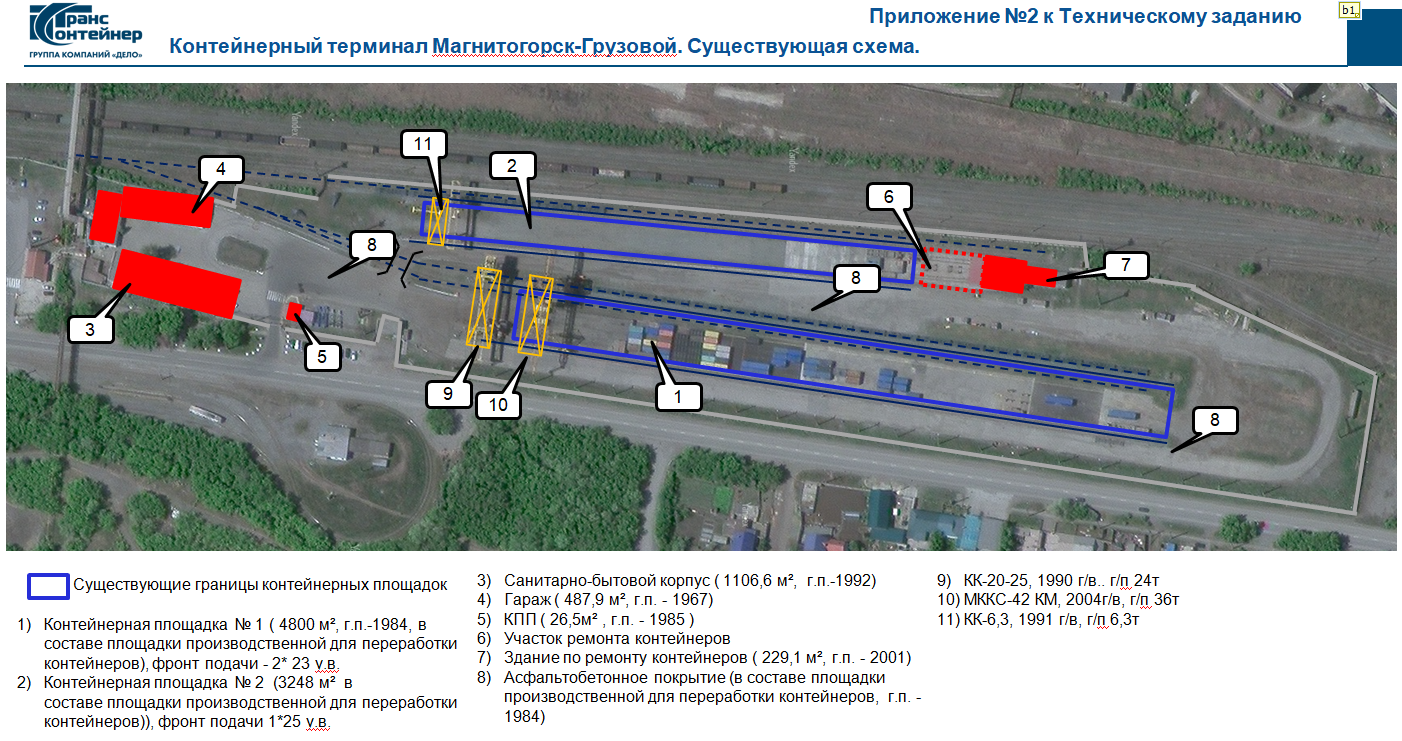 Транс
Контейнер
ГРУППА КОМПАНИЙ «ДЕЛО»
Приложение №2 к Техническому заданию
b1
Контейнерный терминал Магнитогорск-Грузовой. Существующая схема.
Yandex
Yandex
11
2
4
6
8
7
8
3
5
9
10
1
8
Существующие границы контейнерных площадок
1) Контейнерная площадка № 1 ( 4800 м², г.п.-1984, в
составе площадки производственной для переработки
контейнеров), фронт подачи - 2* 23 у.в.
2) Контейнерная площадка № 2 (3248 м² в
составе площадки производственной для переработки
контейнеров)), фронт подачи 1*25 у.в.
3) Санитарно-бытовой корпус ( 1106,6 м², г.п.-1992)
4) Гараж ( 487,9 м², г.п. - 1967)
5) КПП ( 26,5м² , г.п. - 1985 )
6) Участок ремонта контейнеров
7) Здание по ремонту контейнеров ( 229,1 м², г.п. - 2001)
8) Асфальтобетонное покрытие (в составе площадки
производственной для переработки контейнеров, г.п. -
1984)
9) КК-20-25, 1990 г/в.. г/п 24т
10) МККС-42 КМ, 2004г/в, г/п 36т
11) КК-6,3, 1991 г/в, г/п 6,3т